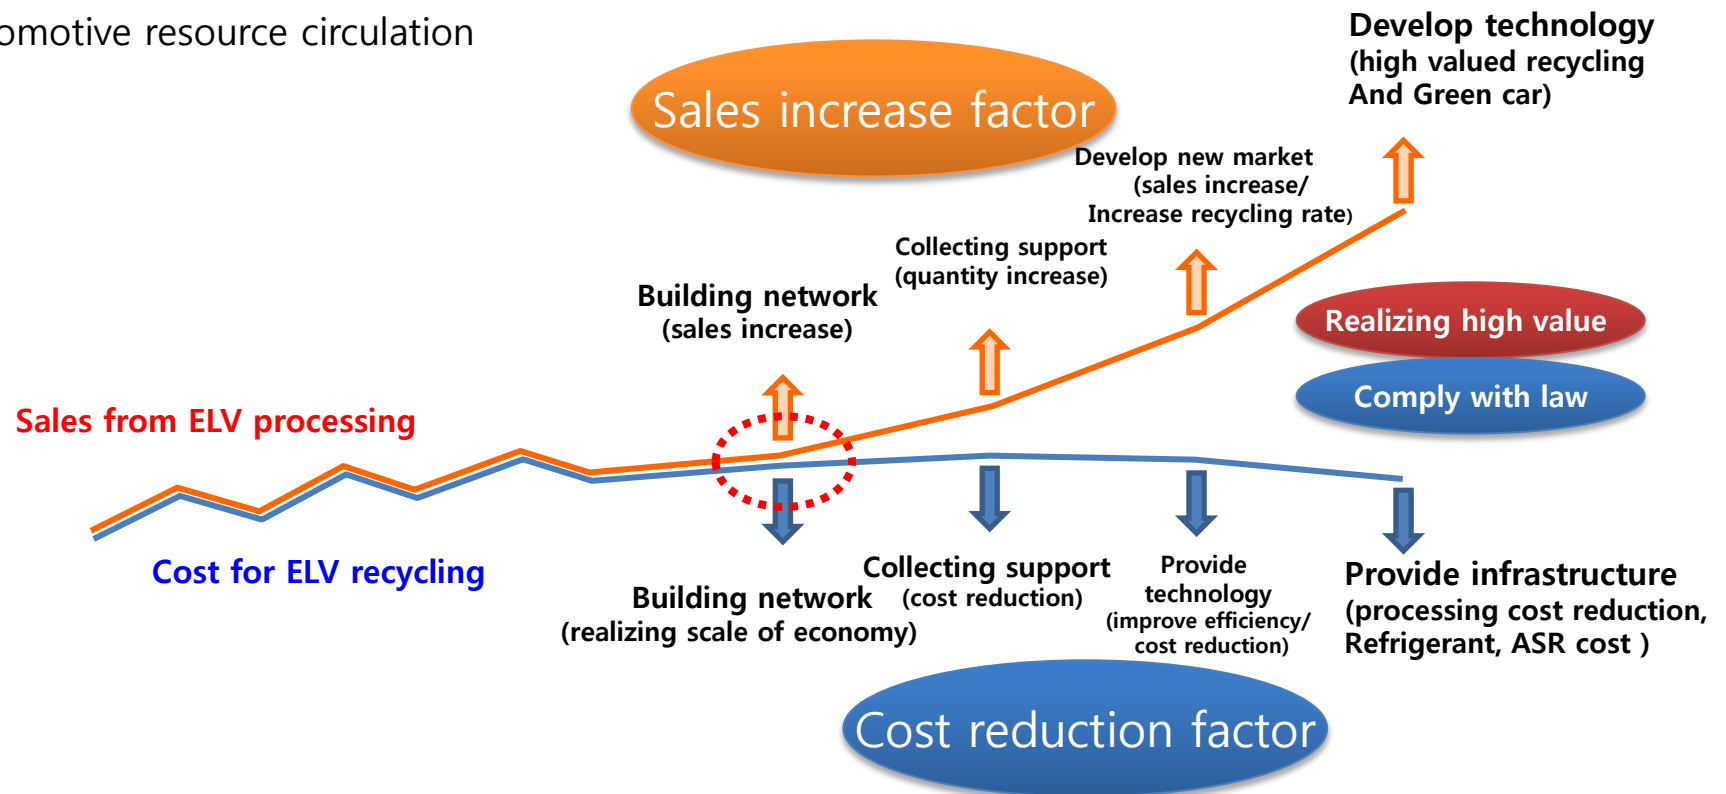 omotive resource circulation
Develop technology
(high valued recycling
And Green car)
Sales increase factor
Develop new market
(sales increase/
Increase recycling rate)
Collecting support
(quantity increase)
Building network
(sales increase)
Realizing high value
Comply with law
Sales from ELV processing
Cost for ELV recycling
Building network
(realizing scale of economy)
Collecting support
(cost reduction)
Provide
technology
(improve efficiency/
cost reduction)
Provide infrastructure
(processing cost reduction,
Refrigerant, ASR cost )
Cost reduction factor